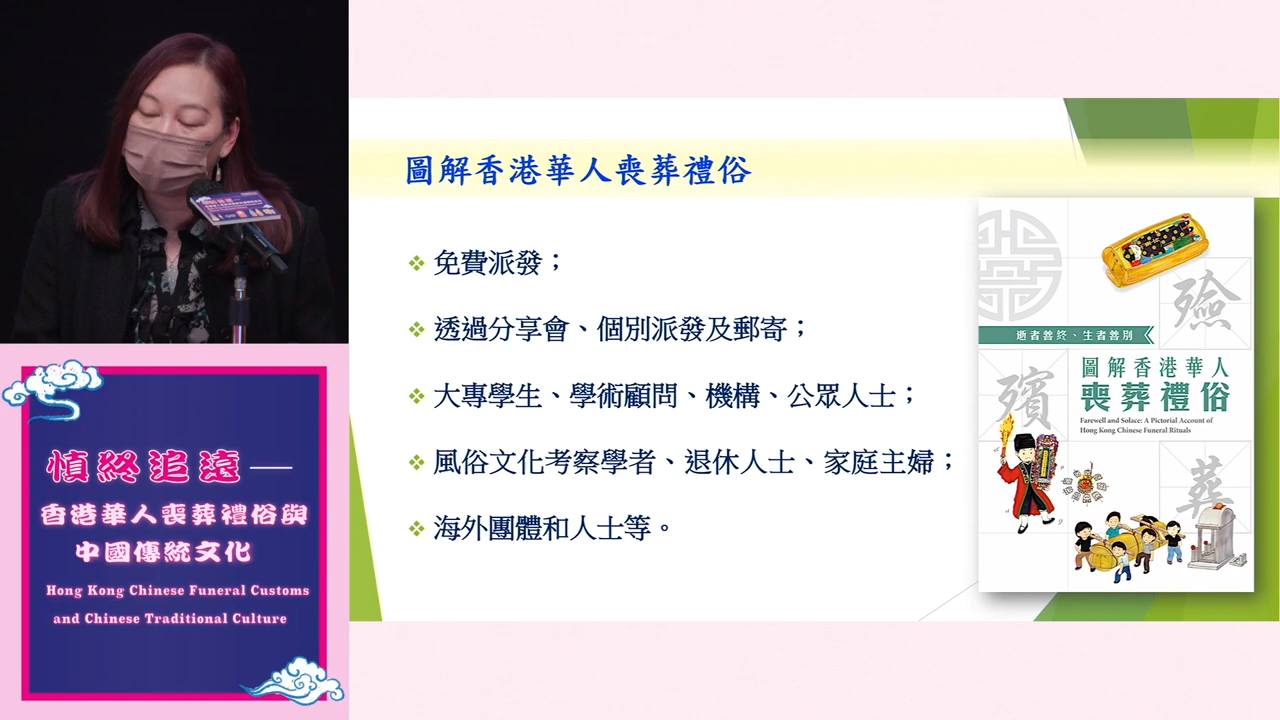 慎終追遠——
香港華人喪葬禮俗與
中國傳統文化
Hong Kong Chinese Funeral Customs
and Chinese Traditional Culture
圖解香港華人喪葬禮俗
免費派發；
透過分享會、個別派發及郵寄；
大專學生、學術顧問、機構、公眾人士；
風俗文化考察學者、退休人士、家庭主婦；
海外團體和人士等。
殮
逝者善終、生者善別
殯
圖解香港華人
喪葬禮俗
Farewell and Solace: A Pictorial Account of
Hong Kong Chinese Funeral Rituals
葬